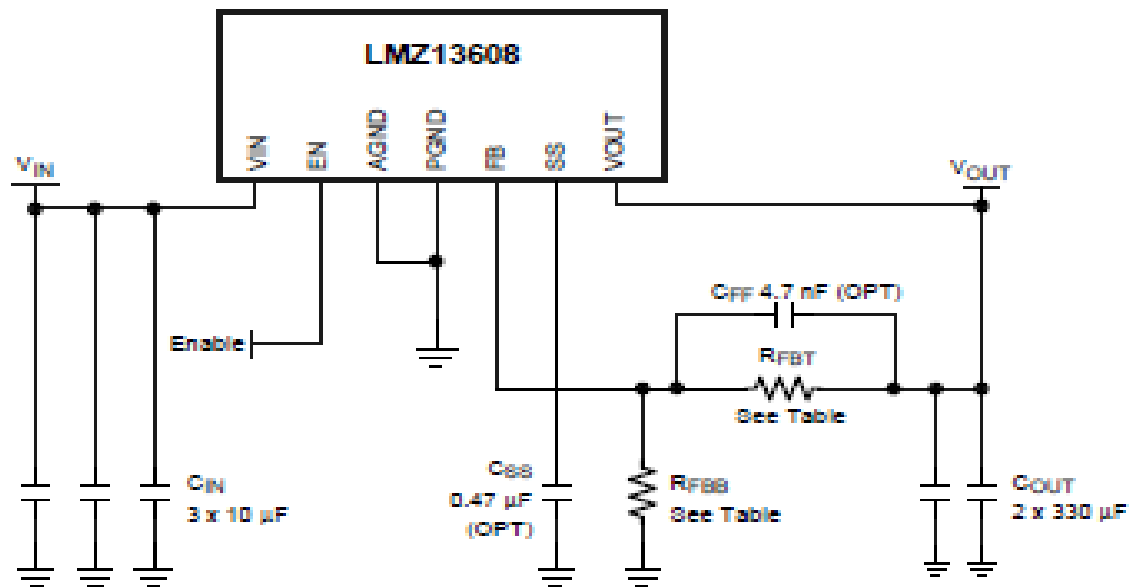 LMZ13608
VIN
EN
AGND
PGND
FB
SS
VOUT
VIN
VOUT
Enable
CFF 4.7 nF (OPT)
RFBT
See Table
CIN
3 x 10 µF
CSS
0.47 µF
(OPT)
RFBB
See Table
COUT
2 x 330 µF